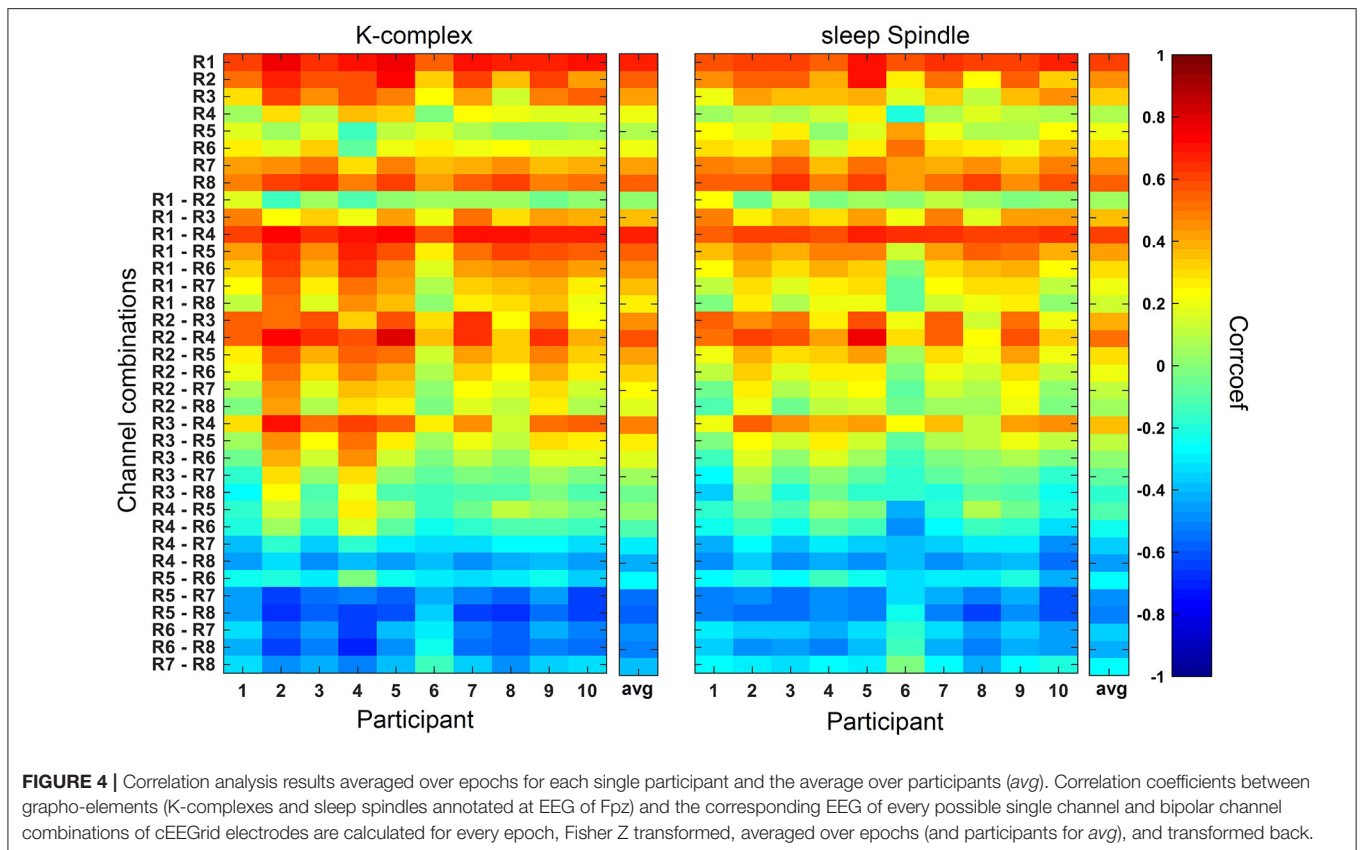 K-complex
sleep Spindle
Channel combinations
R1
R2
R3
R4
R5
R6
R7
R8
R1 - R2
R1 - R3
R1 - R4
R1 - R5
R1 - R6
R1 - R7
R1 - R8
R2 - R3
R2 - R4
R2 - R5
R2 - R6
R2 - R7
R2 - R8
R3 - R4
R3 - R5
R3 - R6
R3 - R7
R3 - R8
R4 - R5
R4 - R6
R4 - R7
R4 - R8
R5 - R6
R5 - R7
R5 - R8
R6 - R7
R6 - R8
R7 - R8
1 2 3 4 5 6 7 8 9 10 avg
Participant
1 2 3 4 5 6 7 8 9 10 avg
Participant
1
0.8
0.6
0.4
0.2
0
-0.2
-0.4
-0.6
-0.8
-1
Corrcoef
FIGURE 4 | Correlation analysis results averaged over epochs for each single participant and the average over participants (avg). Correlation coefficients between
grapho-elements (K-complexes and sleep spindles annotated at EEG of Fpz) and the corresponding EEG of every possible single channel and bipolar channel
combinations of cEEGrid electrodes are calculated for every epoch, Fisher Z transformed, averaged over epochs (and participants for avg), and transformed back.